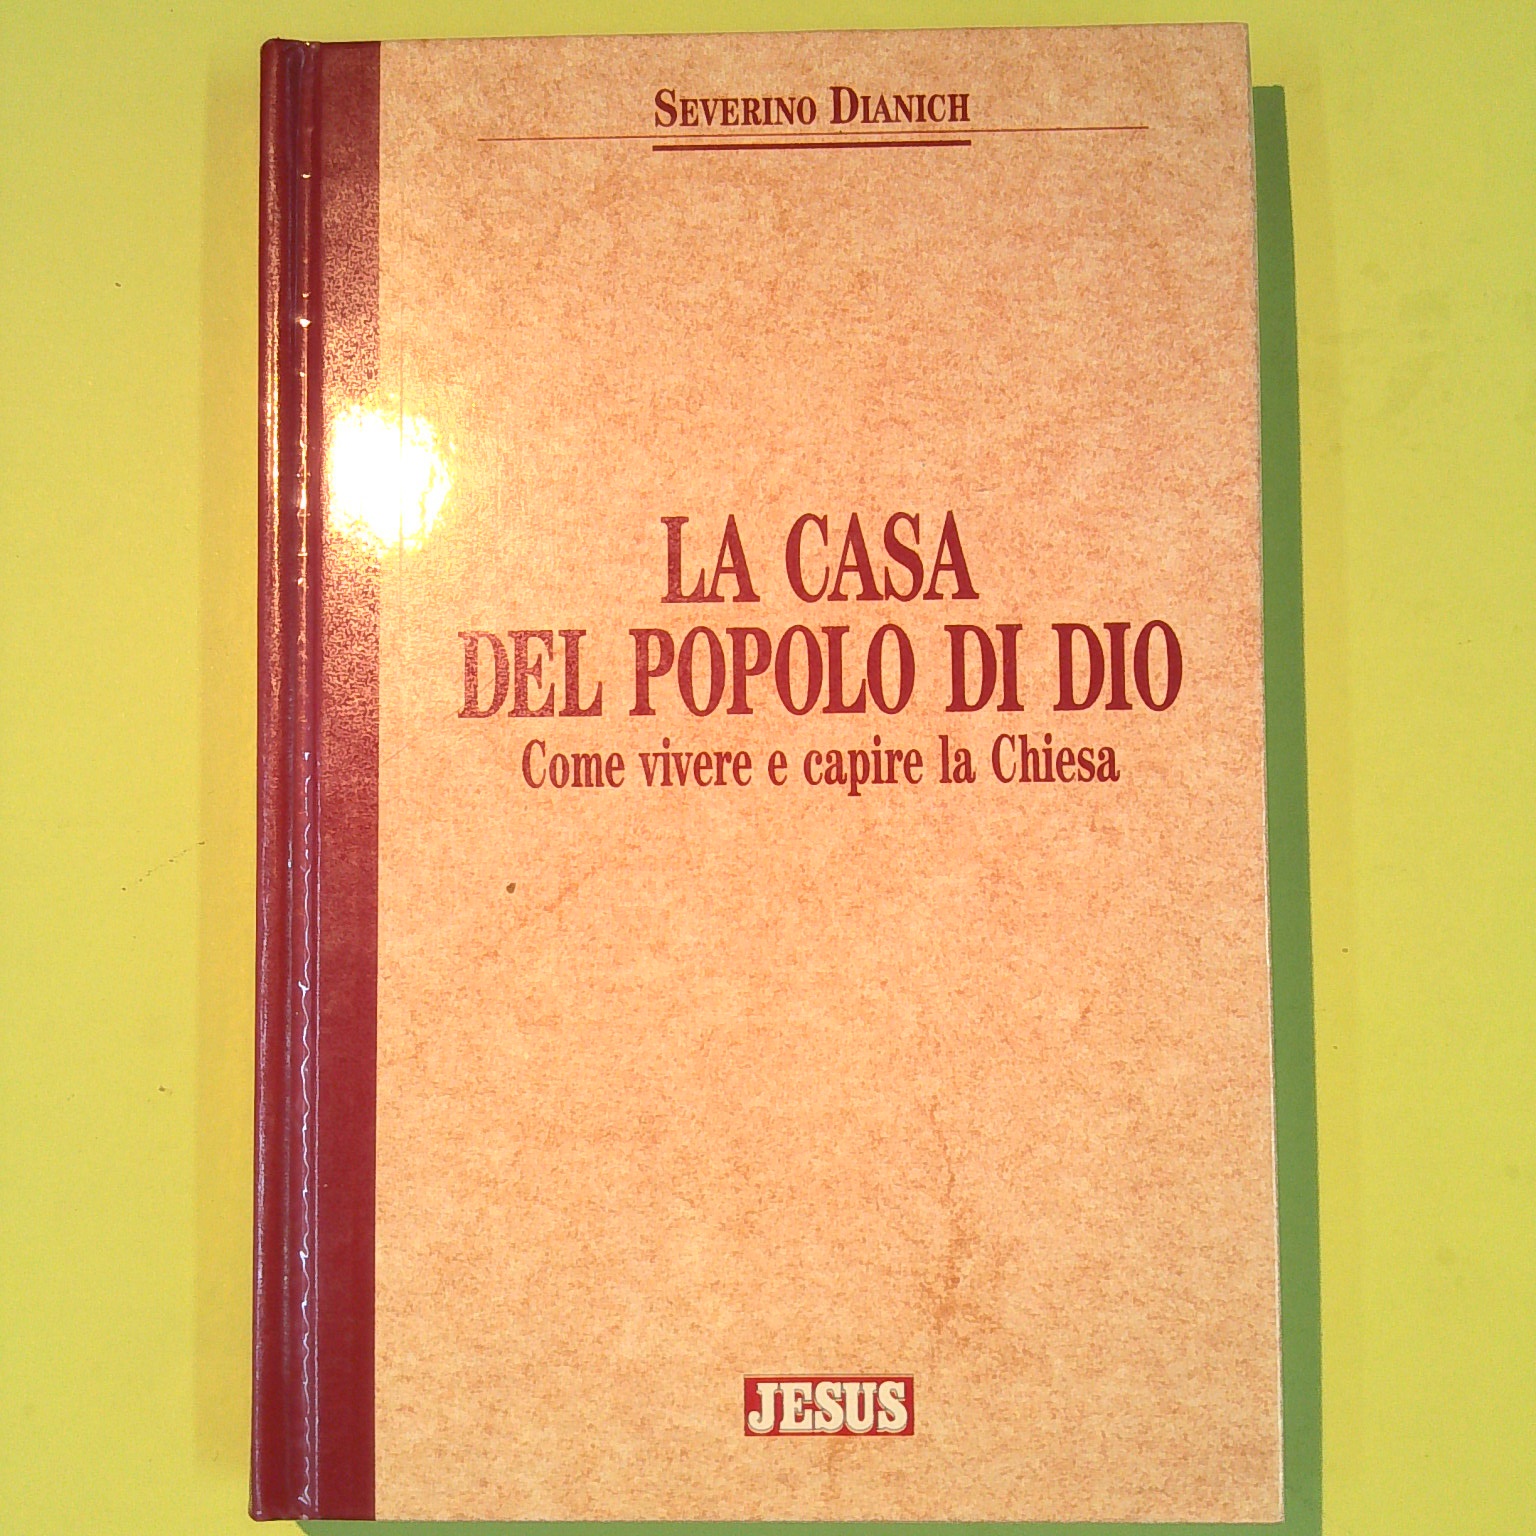 SEVERINO DIANICH
LA CASA
DEL POPOLO DI DIO
Come vivere e capire la Chiesa
JESUS